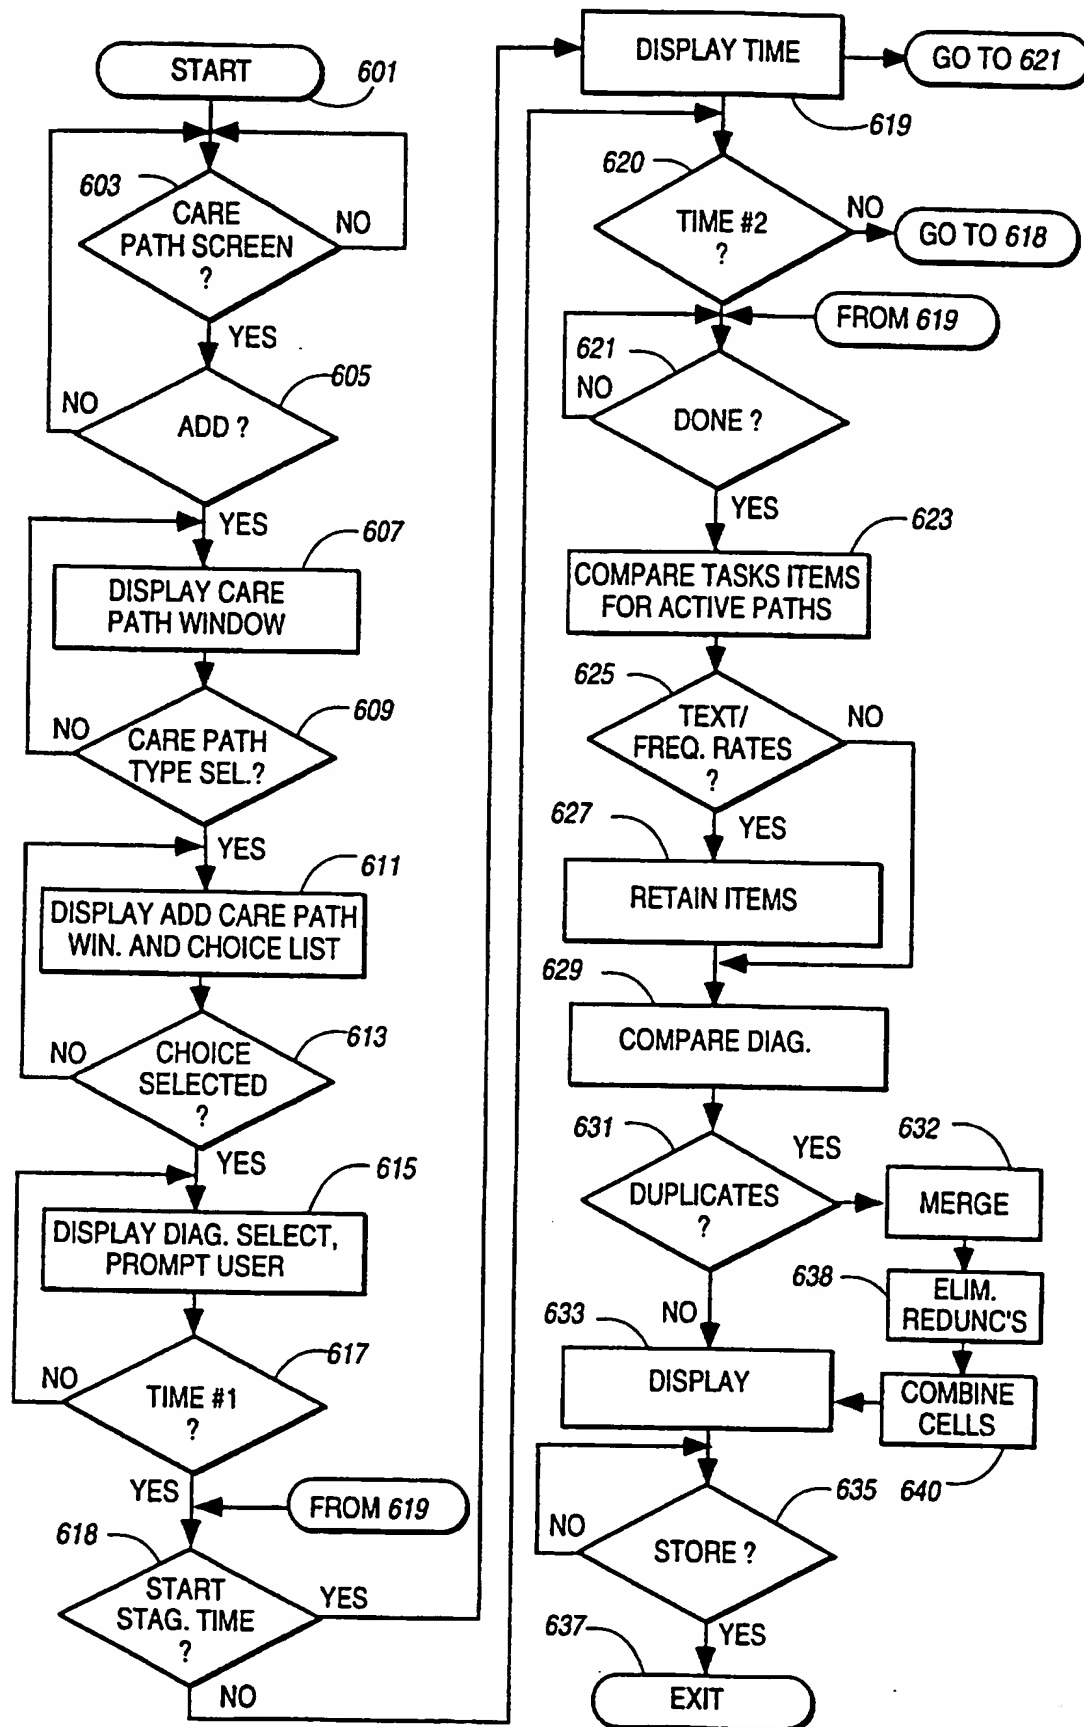 START
601
603
CARE
PATH SCREEN
?
NO
YES
605
NO
ADD ?
YES
607
DISPLAY CARE
PATH WINDOW
609
NO
CARE PATH
TYPE SEL.?
YES
611
DISPLAY ADD CARE PATH
WIN. AND CHOICE LIST
613
NO
CHOICE
SELECTED
?
YES
615
DISPLAY DIAG. SELECT,
PROMPT USER
617
NO
TIME #1
?
YES
FROM 619
618
START
STAG. TIME
?
YES
NO
DISPLAY TIME
GO TO 621
619
620
TIME #2
?
NO
GO TO 618
FROM 619
621
NO
DONE ?
YES
623
COMPARE TASKS ITEMS
FOR ACTIVE PATHS
625
TEXT/
FREQ. RATES
?
NO
627
YES
RETAIN ITEMS
629
COMPARE DIAG.
631
YES
632
DUPLICATES
?
MERGE
638
ELIM.
REDUNC'S
NO
633
DISPLAY
COMBINE
CELLS
635
640
NO
STORE ?
637
YES
EXIT